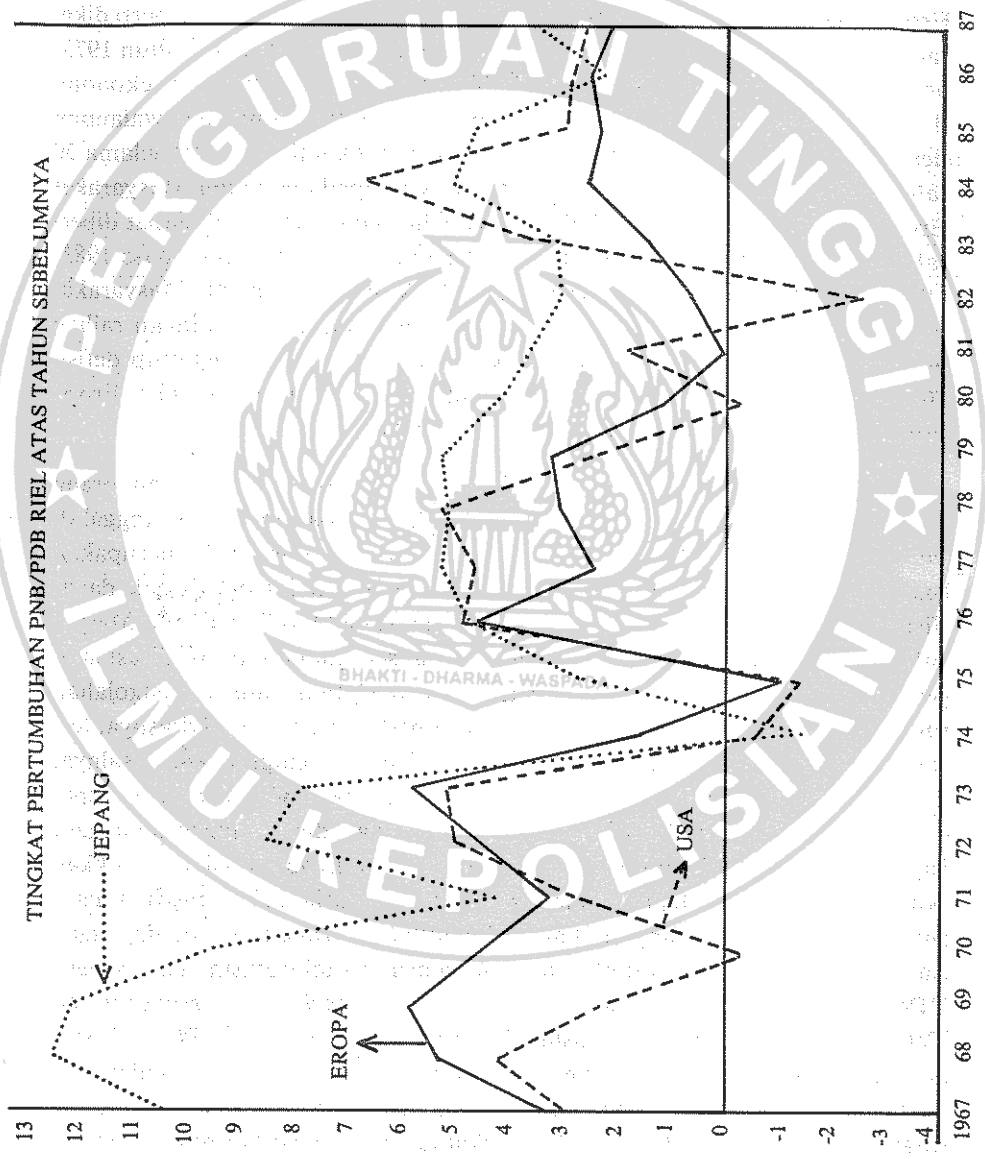 TINGKAT PERTUMBUHAN PNB/PDB RIEL ATAS TAHUN SEBELUMNYA
13
12
11
10
9
8
7
6
5
4
3
2
1
0
-1
-2
-3
-4
JEPANG
EROPA
USA
1967 68 69 70 71 72 73 74 75 76 77 78 79 80 81 82 83 84 85 86 87
PERGURUAN TINGGI
ILMU KEPOLISIAN
BHAKTI - DHARMA - WASPADA